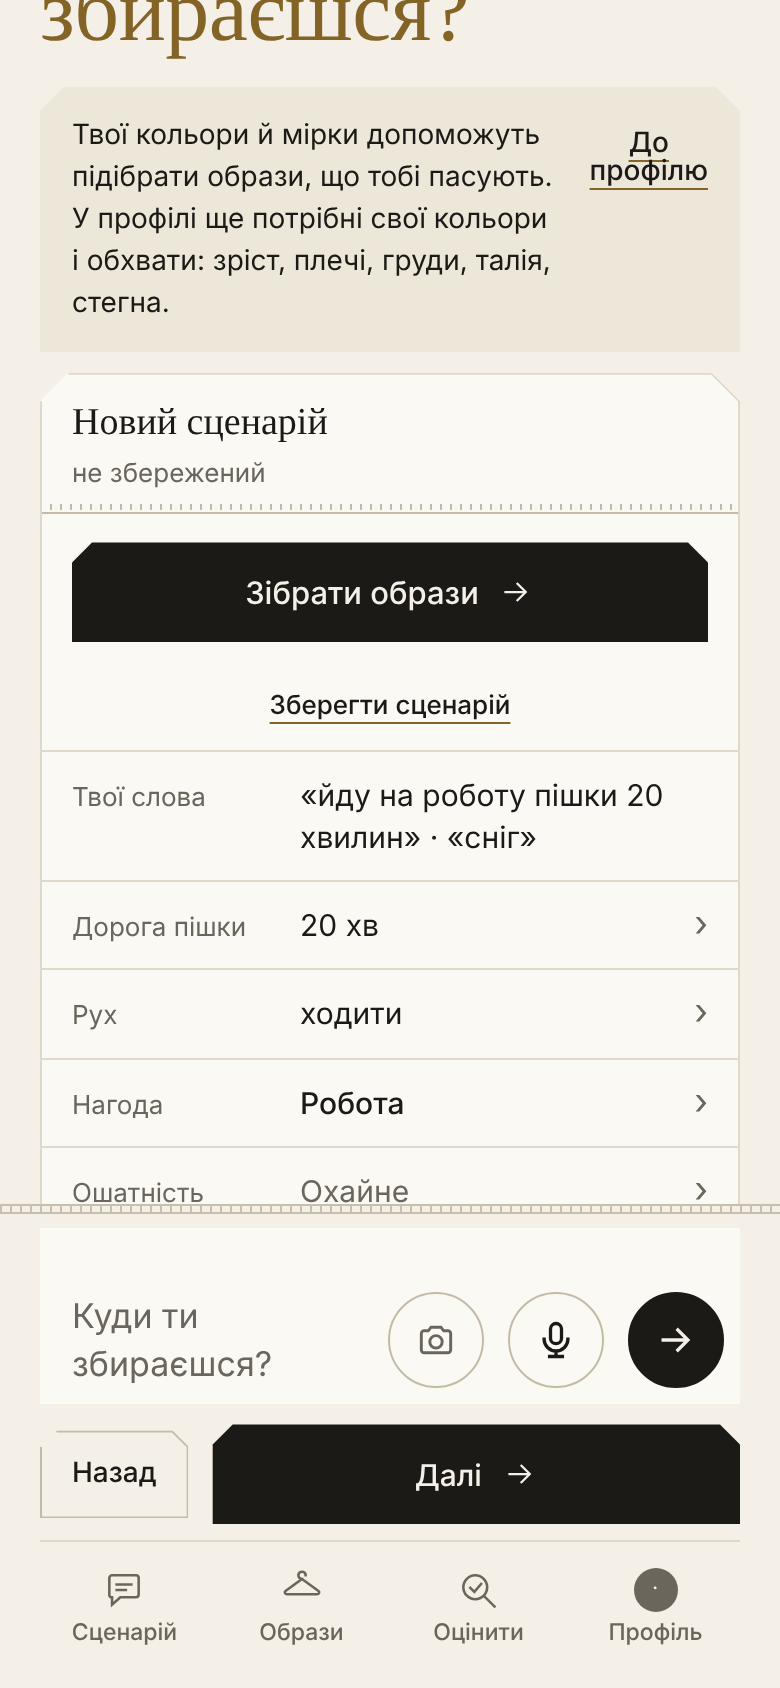 збираєшся?
Твої кольори й мірки допоможуть
підібрати образи, що тобі пасують.
У профілі ще потрібні свої кольори
і обхвати: зріст, плечі, груди, талія,
стегна.
До
профілю
Новий сценарій
не збережений
Зібрати образи →
Зберегти сценарій
Твої слова
«йду на роботу пішки 20
хвилин» · «сніг»
Дорога пішки 20 хв
Рух ходити
Нагода Робота
Ошатність Охайне
Куди ти
збираєшся?
Назад Далі →
Сценарій Образи Оцінити Профіль